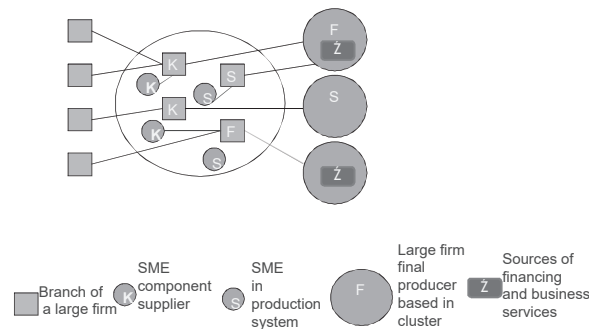 F
Ż
K
K
S
S
S
K
K
F
S
Ż
Branch of
a large firm
K
SME
component
supplier
S
SME
in
production
system
F
Large firm
final
producer
based in
cluster
Ż
Sources of
financing
and business
services